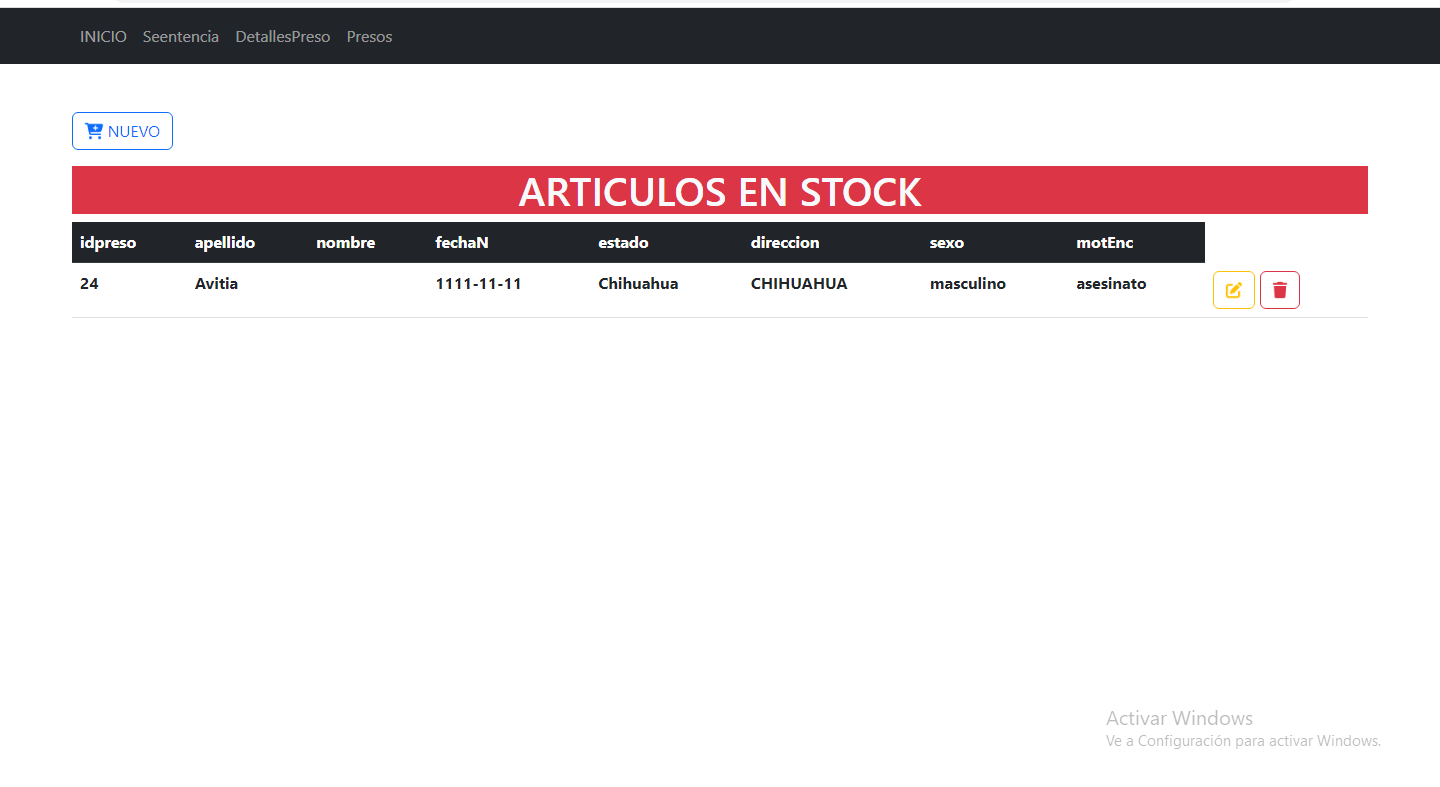 INICIO Seentencia DetallesPreso Presos
NUEVO
ARTICULOS EN STOCK
idpreso apellido nombre fechaN estado direccion sexo motEnc
24 Avitia 1111-11-11 Chihuahua CHIHUAHUA masculino asesinato
Activar Windows
Ve a Configuración para activar Windows.